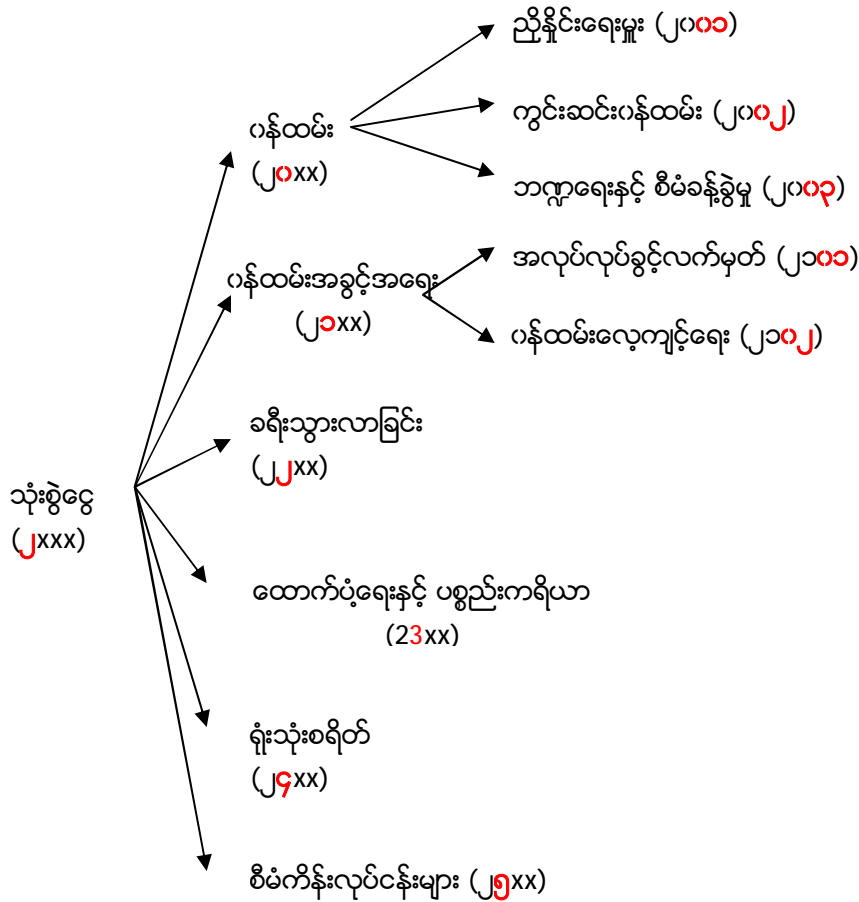 ညှိနှိုင်းရေးမှူး (၂၀၀၁)
ကွင်းဆင်းဝန်ထမ်း (၂၀၀၂)
ဝန်ထမ်း
(၂၀xx)
ဘဏ္ဍာရေးနှင့် စီမံခန့်ခွဲမှု (၂၀၀၃)
အလုပ်လုပ်ခွင့်လက်မှတ် (၂၁၀၁)
ဝန်ထမ်းအခွင့်အရေး
(၂၁xx)
ဝန်ထမ်းလေ့ကျင့်ရေး (၂၁၀၂)
ခရီးသွားလာခြင်း
(၂၂xx)
သုံးစွဲငွေ
(၂xxx)
ထောက်ပံ့ရေးနှင့် ပစ္စည်းကရိယာ
(23xx)
ရုံးသုံးစရိတ်
(၂၄xx)
စီမံကိန်းလုပ်ငန်းများ (၂၅xx)